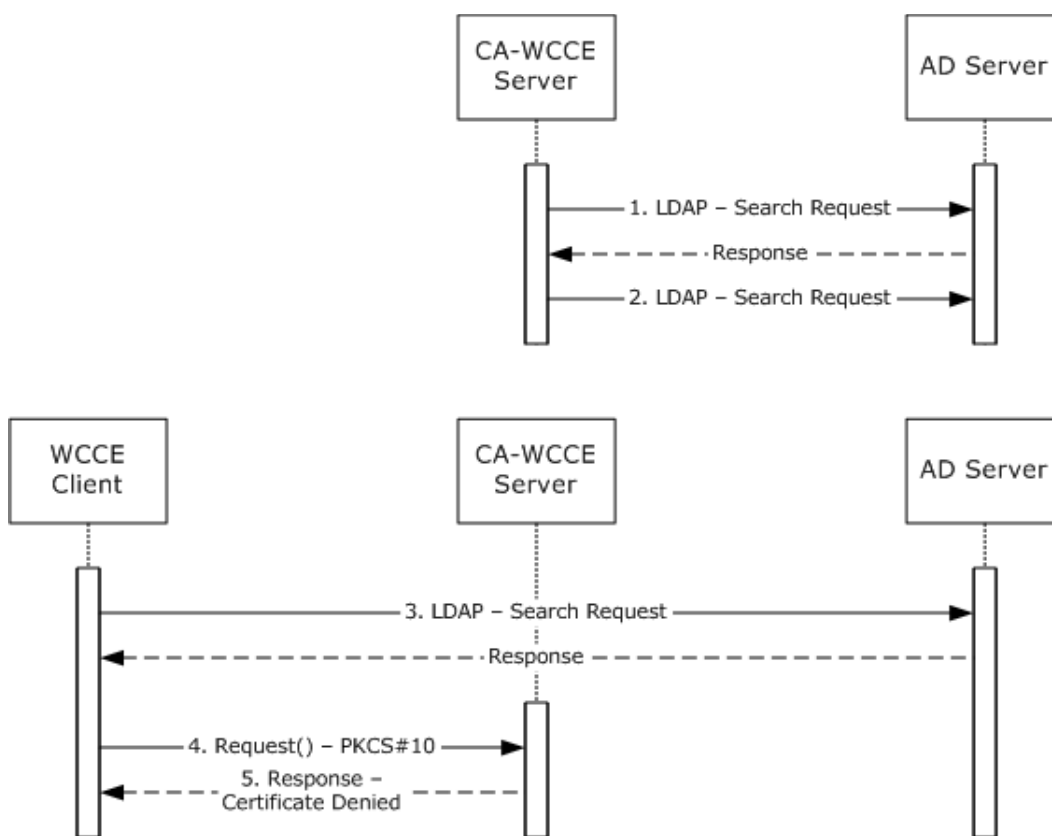 CA-WCCE
Server
AD Server
1. LDAP – Search Request
Response
2. LDAP – Search Request
WCCE
Client
CA-WCCE
Server
AD Server
3. LDAP – Search Request
Response
4. Request() – PKCS#10
5. Response –
Certificate Denied